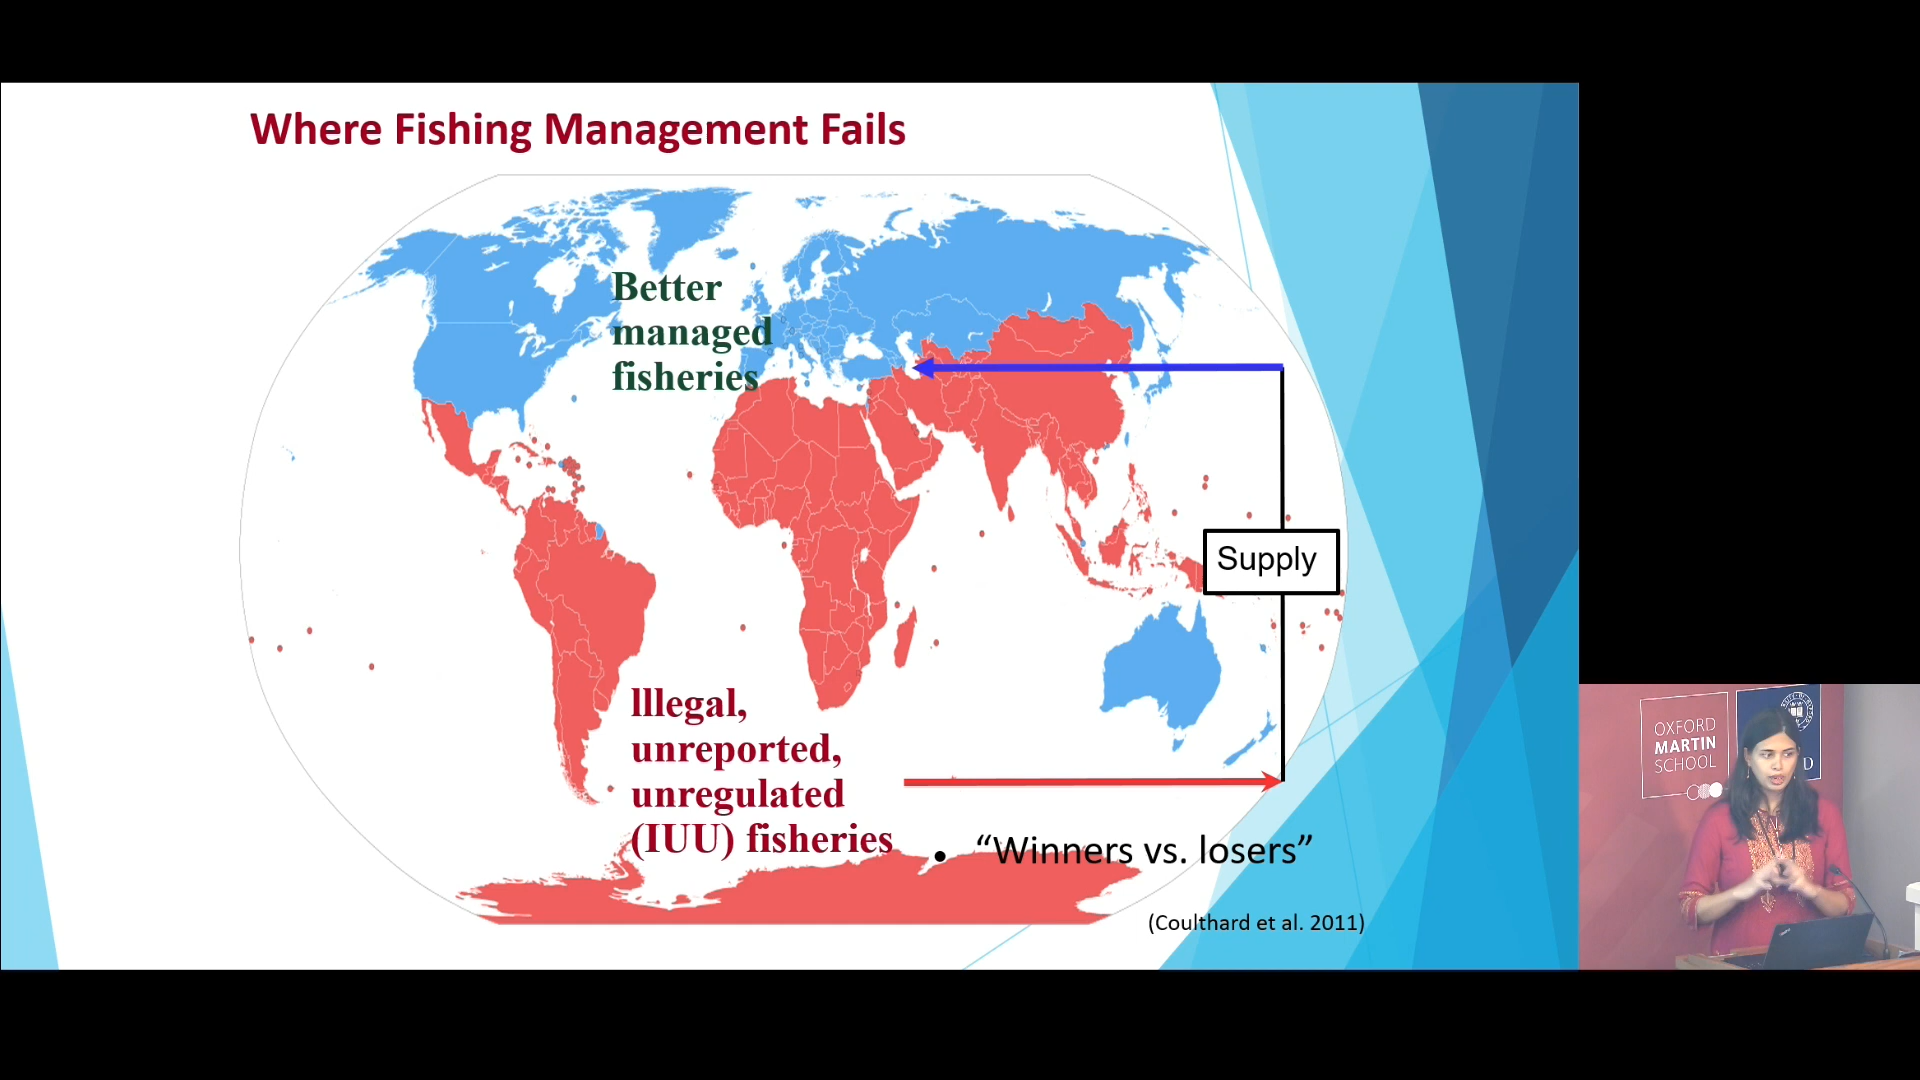 Where Fishing Management Fails
Better
managed
fisheries
Supply
Illegal,
unreported,
unregulated
(IUU) fisheries
• “Winners vs. losers”
(Coulthard et al. 2011)
OXFORD
MARTIN
SCHOOL
D